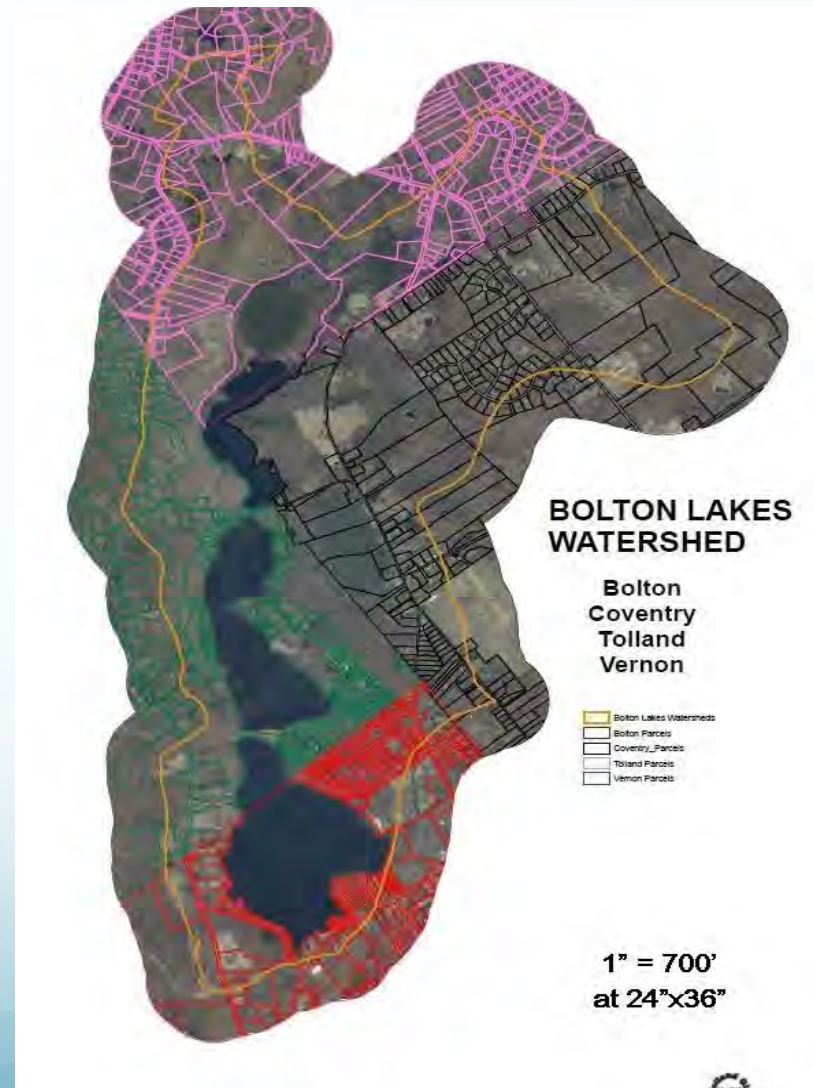 BOLTON LAKES
WATERSHED
Bolton
Coventry
Tolland
Vernon
Bolton Lakes Watersheds
Bolton Parcels
Coventry_Parcels
Tolland Parcels
Vernon Parcels
1” = 700’
at 24”x36”